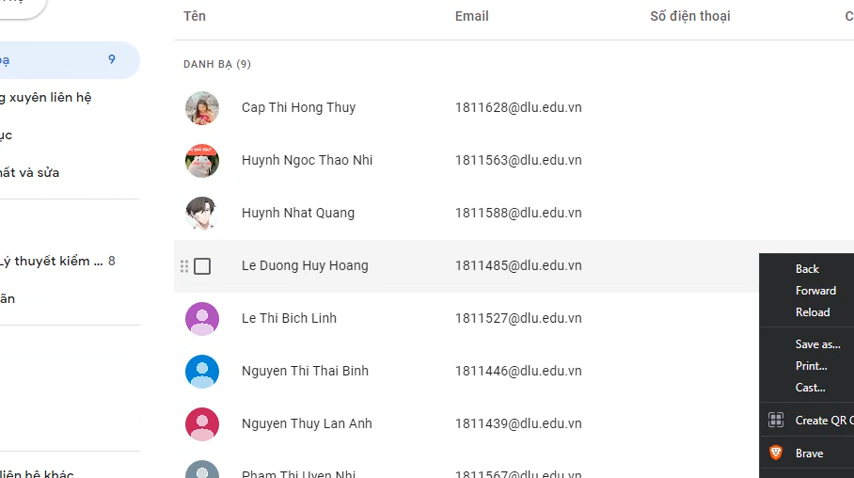 Tên Email Số điện thoại C
9
DANH BẠ (9)
xuyên liên hệ
Cap Thi Hong Thuy 1811628@dlu.edu.vn
Huynh Ngoc Thao Nhi 1811563@dlu.edu.vn
và sửa
Huynh Nhat Quang 1811588@dlu.edu.vn
Lý thuyết kiểm ... 8
Le Duong Huy Hoang 1811485@dlu.edu.vn
Le Thi Bich Linh 1811527@dlu.edu.vn
Nguyen Thi Thai Binh 1811446@dlu.edu.vn
Nguyen Thuy Lan Anh 1811439@dlu.edu.vn
liên hệ khác
Pham Thi Uyen Nhi 1811567@dlu.edu.vn
Back
Forward
Reload
Save as...
Print...
Cast...
Create QR
Brave